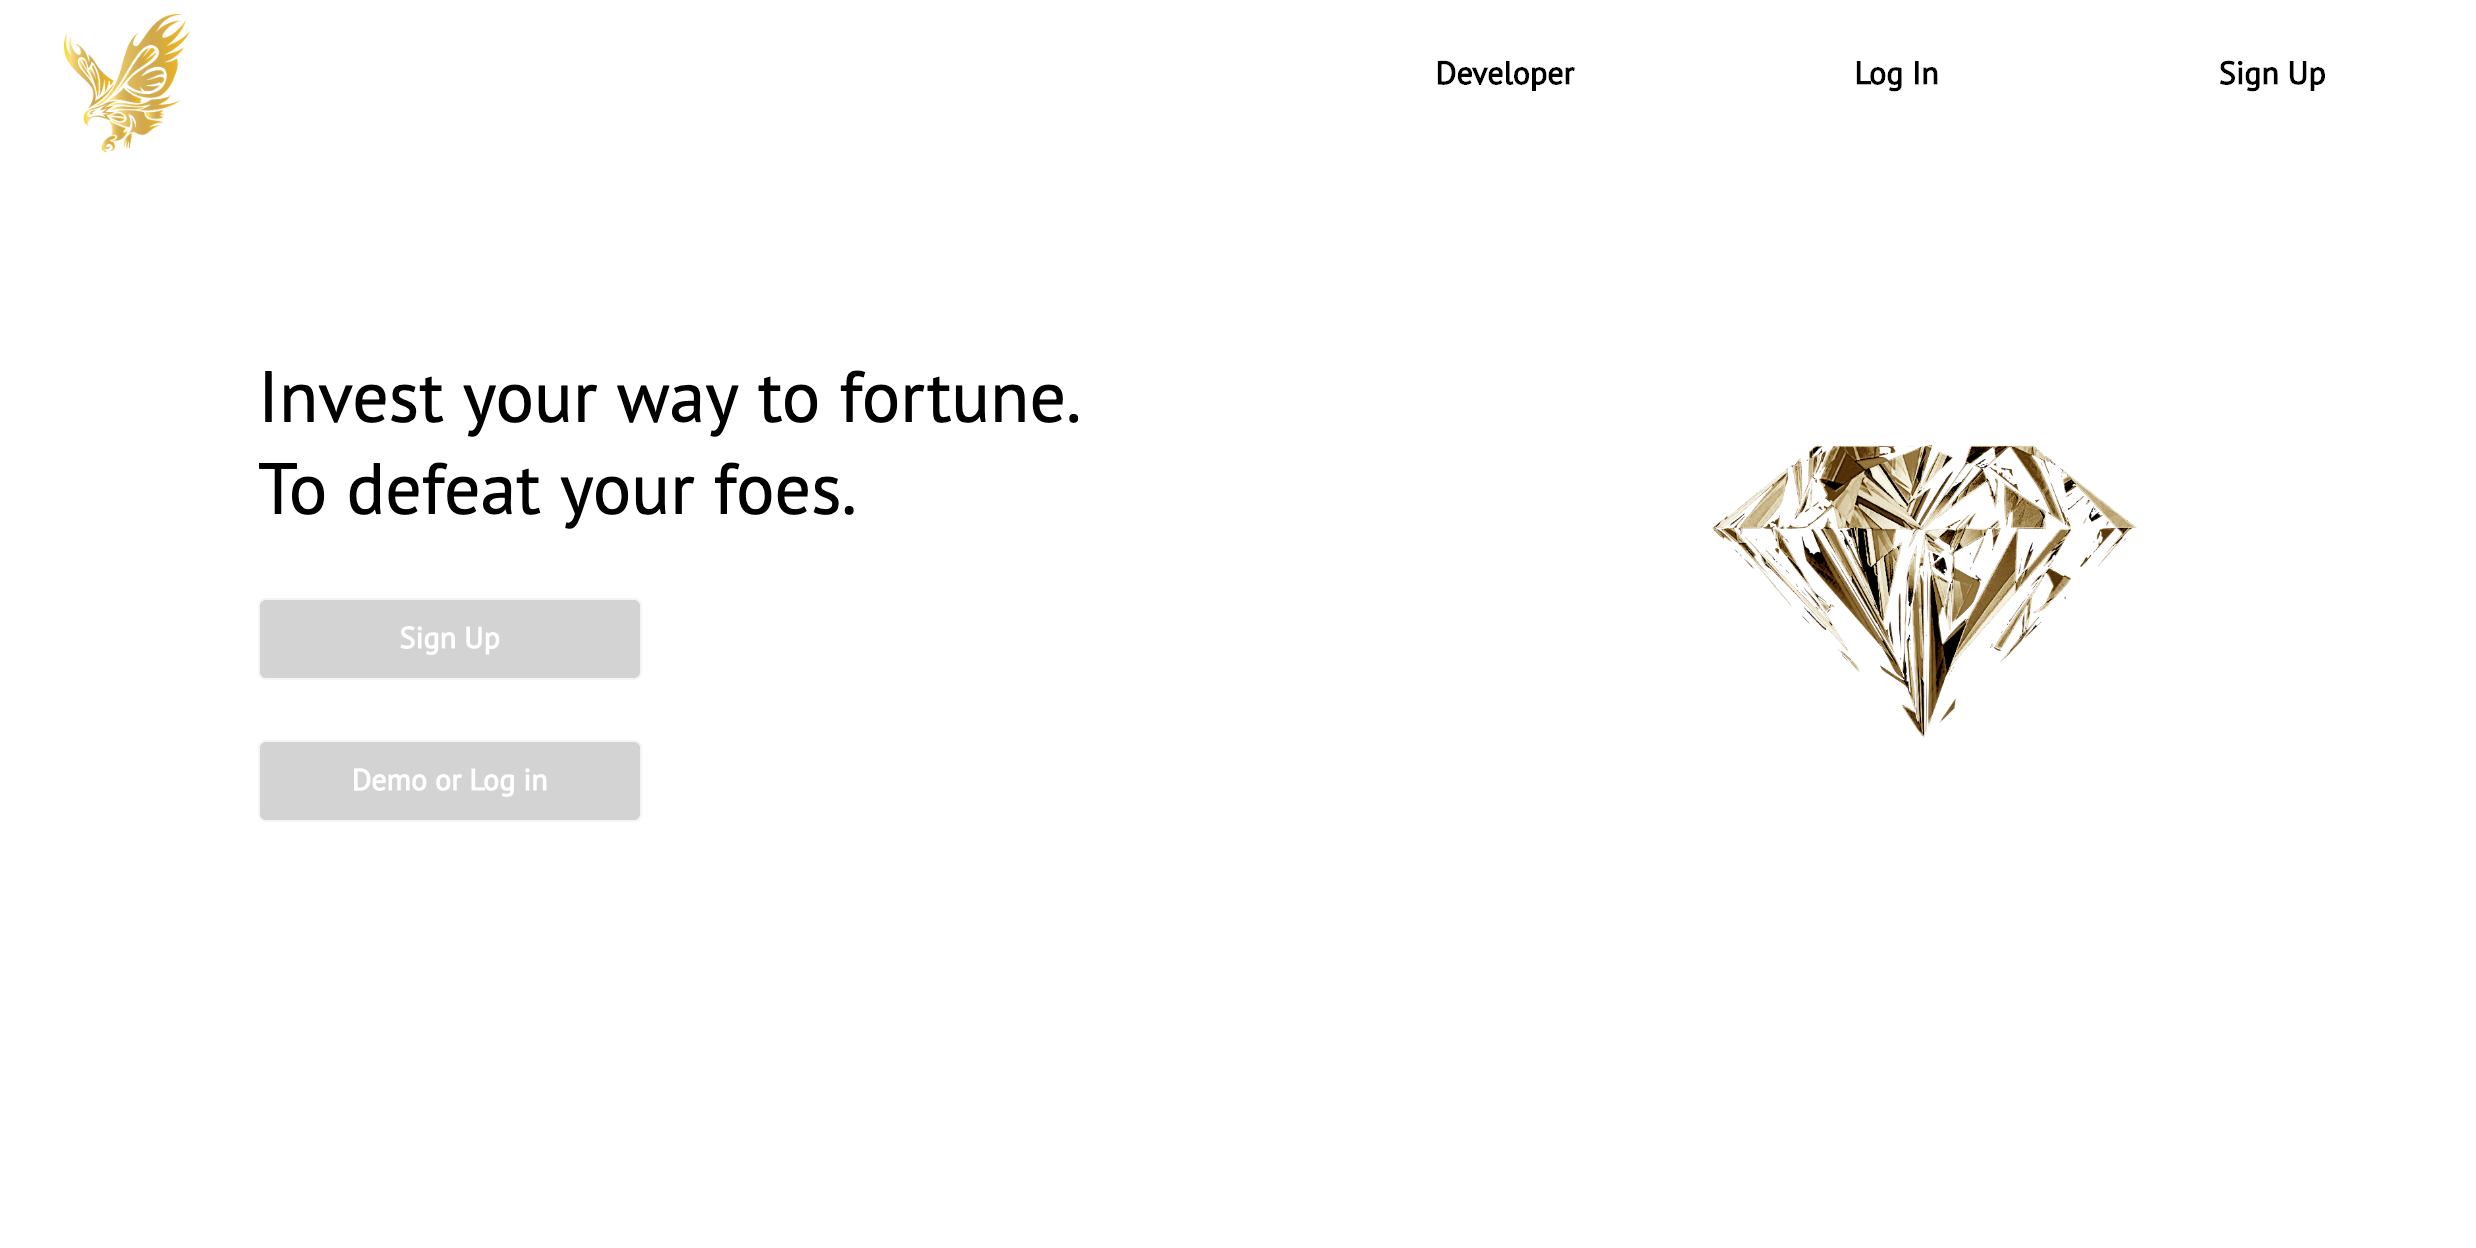 Developer
Log In
Sign Up
Invest your way to fortune.
To defeat your foes.
Sign Up
Demo or Log in